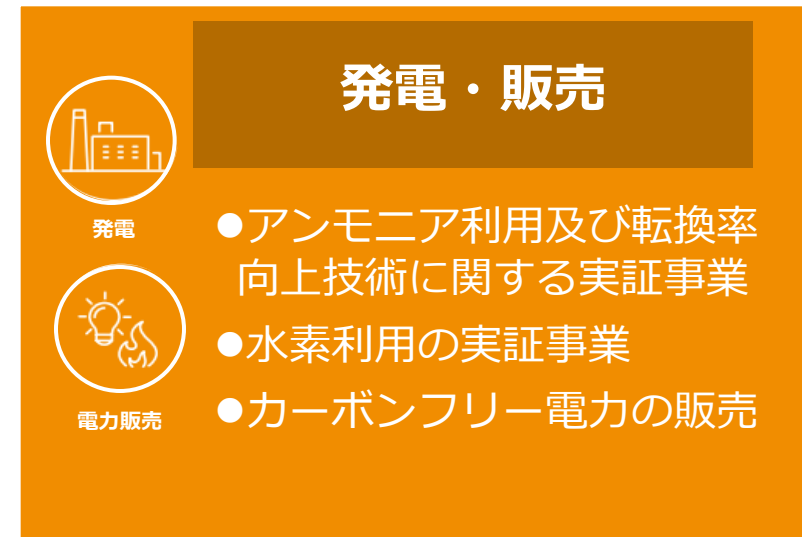 発電・販売
発電
●アンモニア利用及び転換率
向上技術に関する実証事業
●水素利用の実証事業
●カーボンフリー電力の販売
電力販売